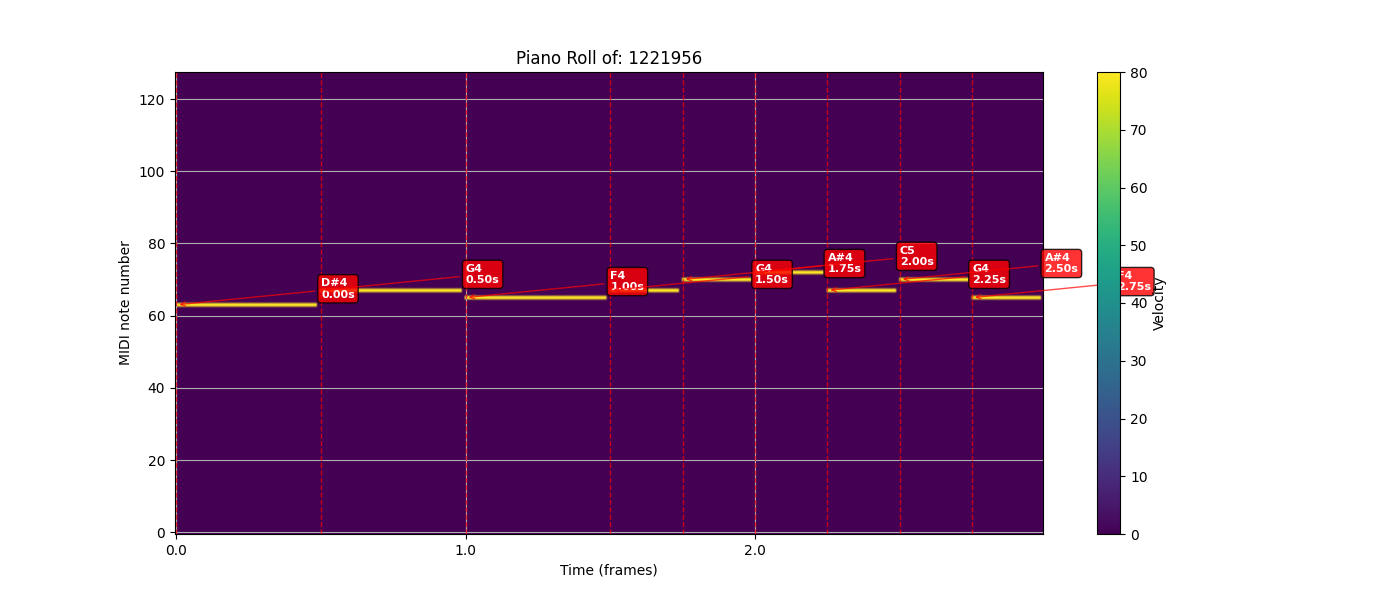 Piano Roll of: 1221956
MIDI note number
120
100
80
60
40
20
0
D#4
0.00s
G4
0.50s
F4
1.00s
G4
1.50s
A#4
1.75s
C5
2.00s
G4
2.25s
A#4
2.50s
F4
2.75s
0.0
1.0
2.0
Time (frames)
80
70
60
50
40
30
20
10
0
Velocity